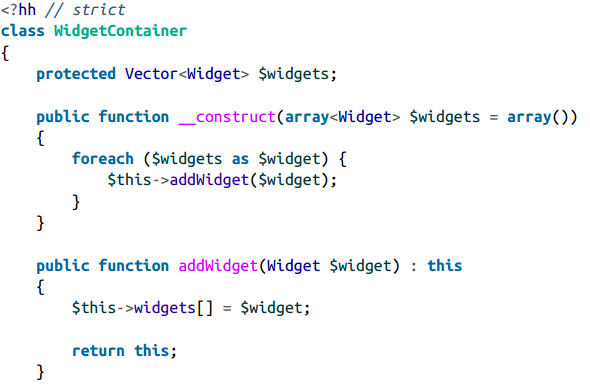 <?hh // strict
class WidgetContainer
{
    protected Vector<Widget> $widgets;

    public function __construct(array<Widget> $widgets = array())
    {
        foreach ($widgets as $widget) {
            $this->addWidget($widget);
        }
    }

    public function addWidget(Widget $widget) : this
    {
        $this->widgets[] = $widget;

        return this;
    }